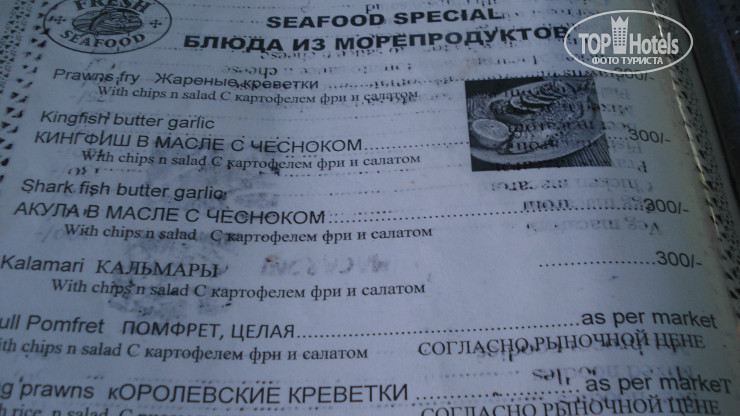 FRESH
SEAFOOD
SEAFOOD SPECIAL
БЛЮДА ИЗ МОРЕПРОДУКТОВ
TOP Hotels
ФОТО ТУРИСТА
Prawns fry Жареные креветки
With chips n salad С картофелем фри и салатом
Kingfish butter garlic
КИНГФИШ В МАСЛЕ С ЧЕСНОКОМ 300/-
With chips n salad С картофелем фри и салатом
Shark fish butter garlic
АКУЛА В МАСЛЕ С ЧЕСНОКОМ 300/-
With chips n salad С картофелем фри и салатом
Kalamari КАЛЬМАРЫ 300/-
With chips n salad С картофелем фри и салатом
ull Pomfret ПОМФРЕТ, ЦЕЛАЯ as per market
ith chips n salad С картофелем фри и салатом СОГЛАСНО РЫНОЧНОЙ ЦЕНЕ
g prawns кОРОЛЕВСКИЕ КРЕВЕТКИ as per market
rice n salad СОГЛАСНО РЫНОЧНОЙ ЦЕНЕ